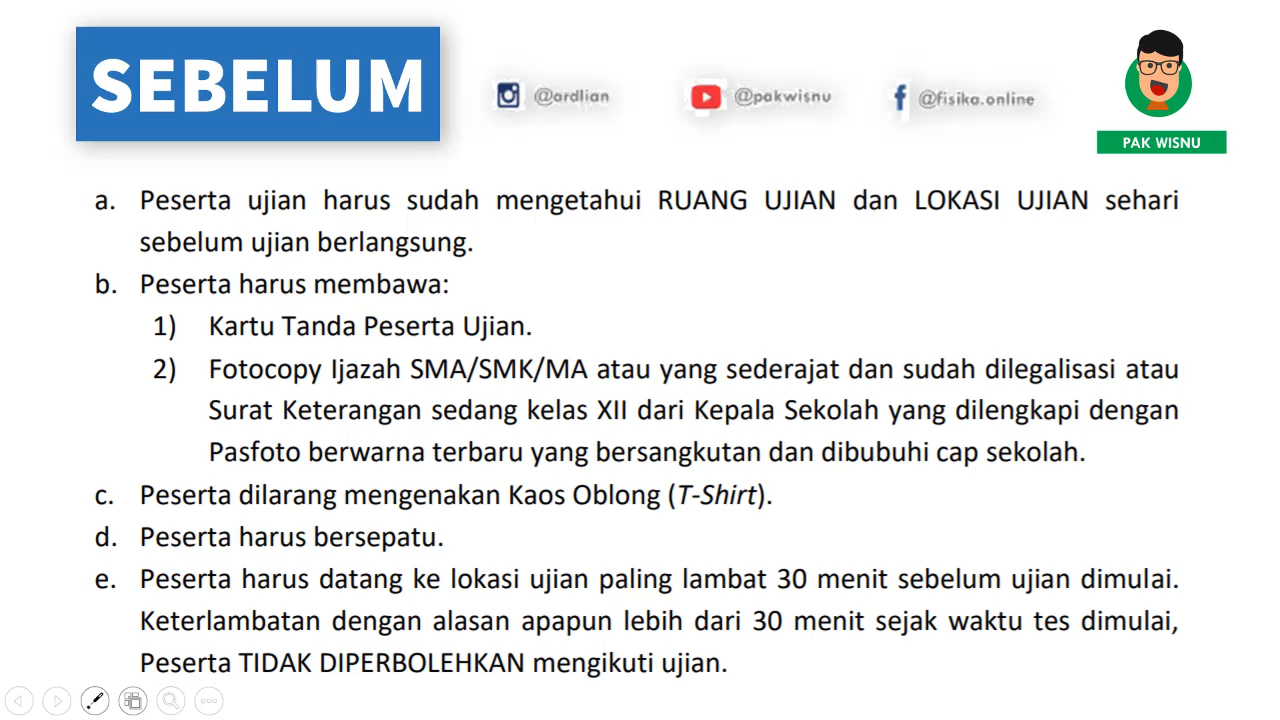 SEBELUM
@ardlian
@pakwisnu
@fisika.online
PAK WISNU
a. Peserta ujian harus sudah mengetahui RUANG UJIAN dan LOKASI UJIAN sehari
sebelum ujian berlangsung.
b. Peserta harus membawa:
1) Kartu Tanda Peserta Ujian.
2) Fotocopy Ijazah SMA/SMK/MA atau yang sederajat dan sudah dilegalisasi atau
Surat Keterangan sedang kelas XII dari Kepala Sekolah yang dilengkapi dengan
Pasfoto berwarna terbaru yang bersangkutan dan dibubuhi cap sekolah.
c. Peserta dilarang mengenakan Kaos Oblong (T-Shirt).
d. Peserta harus bersepatu.
e. Peserta harus datang ke lokasi ujian paling lambat 30 menit sebelum ujian dimulai.
Keterlambatan dengan alasan apapun lebih dari 30 menit sejak waktu tes dimulai,
Peserta TIDAK DIPERBOLEHKAN mengikuti ujian.